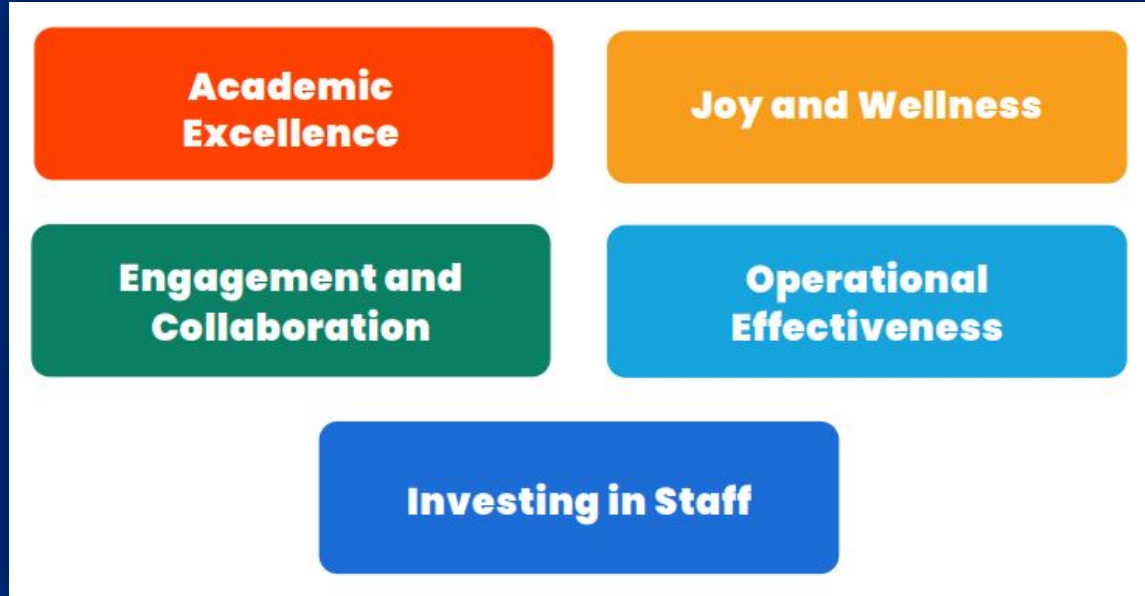 Academic
Excellence
Joy and Wellness
Engagement and
Collaboration
Operational
Effectiveness
Investing in Staff